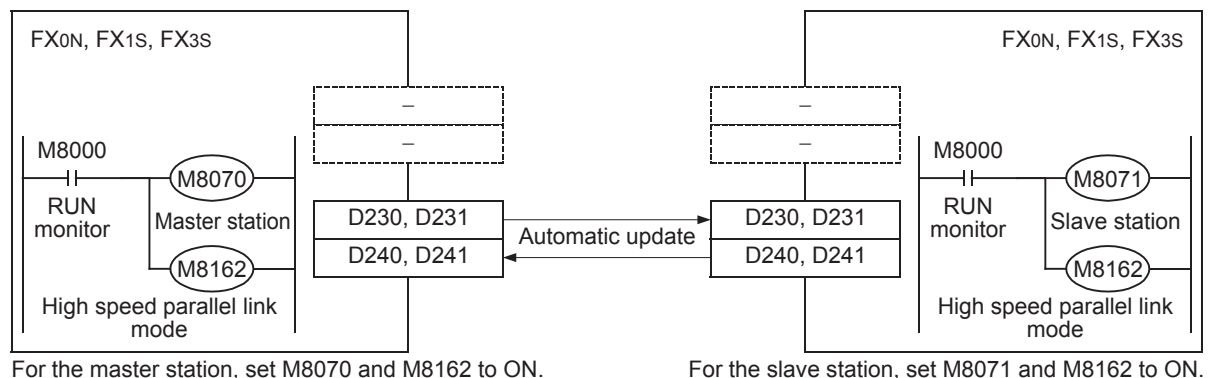 FX0N, FX1S, FX3S
–
–
M8000
M8070
RUN
monitor
Master station
M8162
High speed parallel link
mode
D230, D231
D240, D241
Automatic update
FX0N, FX1S, FX3S
–
–
D230, D231
D240, D241
M8000
M8071
RUN
monitor
Slave station
M8162
High speed parallel link
mode
For the master station, set M8070 and M8162 to ON.
For the slave station, set M8071 and M8162 to ON.